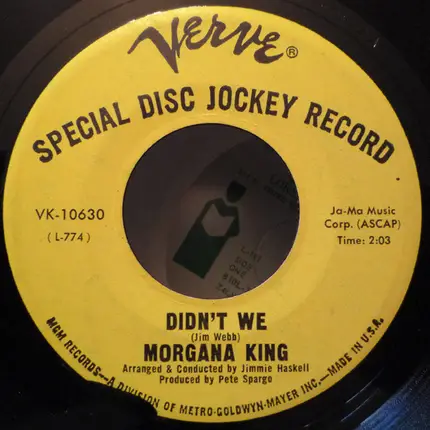 VERVE®
SPECIAL DISC JOCKEY RECORD
VK-10630
(L-774)
Ja-Ma Music
Corp. (ASCAP)
Time: 2:03
DIDN'T WE
(Jim Webb)
MORGANA KING
Arranged & Conducted by Jimmie Haskell
Produced by Pete Spargo
MGM RECORDS—A DIVISION OF METRO-GOLDWYN-MAYER INC.—MADE IN U.S.A.